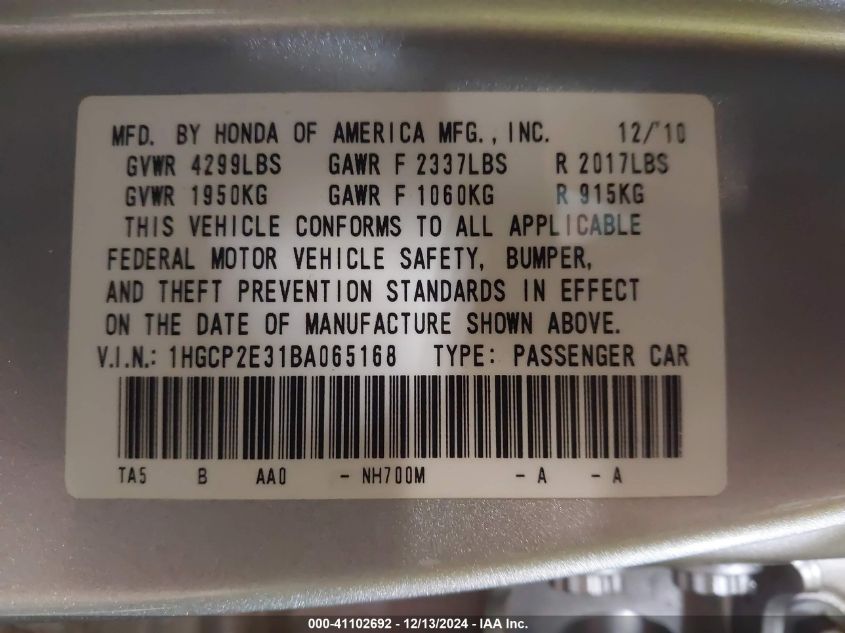 MFD. BY HONDA OF AMERICA MFG., INC. 12/'10
GVWR 4299LBS GAWR F 2337LBS R 2017LBS
GVWR 1950KG GAWR F 1060KG R 915KG
THIS VEHICLE CONFORMS TO ALL APPLICABLE
FEDERAL MOTOR VEHICLE SAFETY, BUMPER,
AND THEFT PREVENTION STANDARDS IN EFFECT
ON THE DATE OF MANUFACTURE SHOWN ABOVE.
V.I.N.: 1HGCP2E31BA065168 TYPE: PASSENGER CAR
TA5 B AA0 - NH700M - A - A
000-41102692 - 12/13/2024 - IAA Inc.